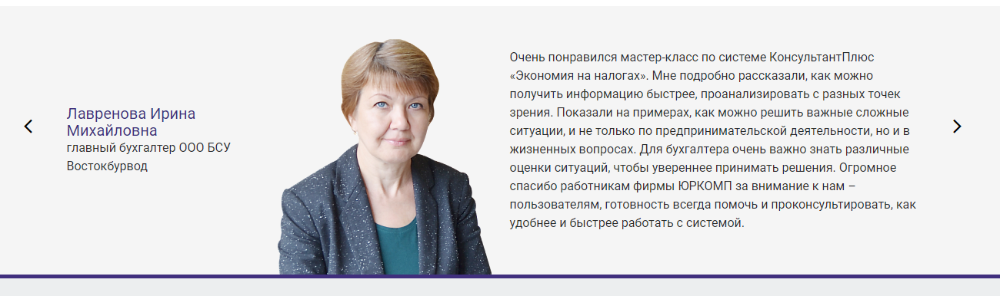 Лавренова Ирина
Михайловна
главный бухгалтер ООО БСУ
Востокбурвод
Очень понравился мастер-класс по системе КонсультантПлюс
«Экономия на налогах». Мне подробно рассказали, как можно
получить информацию быстрее, проанализировать с разных точек
зрения. Показали на примерах, как можно решить важные сложные
ситуации, и не только по предпринимательской деятельности, но и в
жизненных вопросах. Для бухгалтера очень важно знать различные
оценки ситуаций, чтобы увереннее принимать решения. Огромное
спасибо работникам фирмы ЮРКОМП за внимание к нам –
пользователям, готовность всегда помочь и проконсультировать, как
удобнее и быстрее работать с системой.